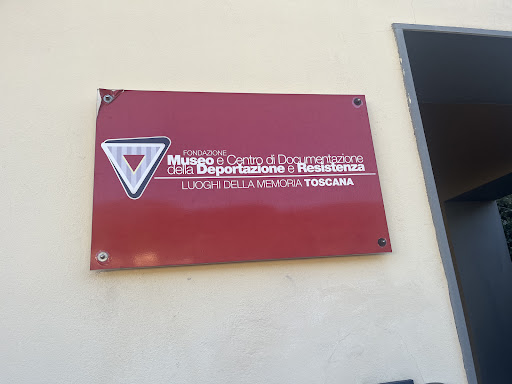 FONDAZIONE
Museo e Centro di Documentazione
della Deportazione e Resistenza
LUOGHI DELLA MEMORIA TOSCANA